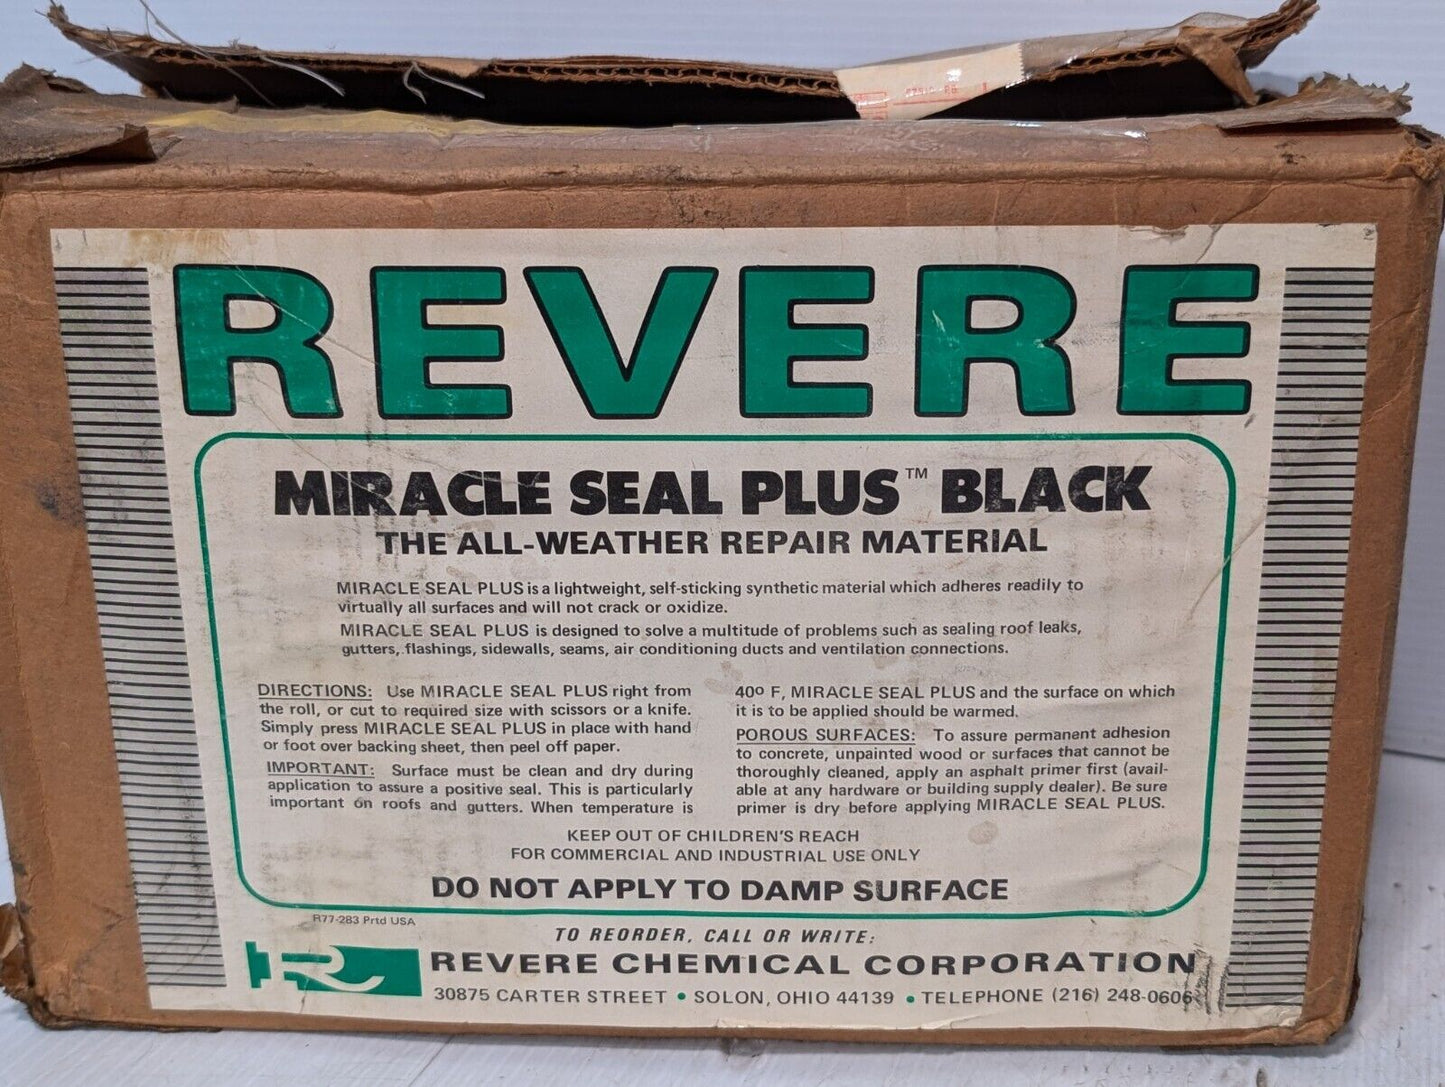 REVERE
MIRACLE SEAL PLUS™ BLACK
THE ALL-WEATHER REPAIR MATERIAL
MIRACLE SEAL PLUS is a lightweight, self-sticking synthetic material which adheres readily to
virtually all surfaces and will not crack or oxidize.
MIRACLE SEAL PLUS is designed to solve a multitude of problems such as sealing roof leaks,
gutters, flashings, sidewalls, seams, air conditioning ducts and ventilation connections.
DIRECTIONS: Use MIRACLE SEAL PLUS right from
the roll, or cut to required size with scissors or a knife.
Simply press MIRACLE SEAL PLUS in place with hand
or foot over backing sheet, then peel off paper.
IMPORTANT: Surface must be clean and dry during
application to assure a positive seal. This is particularly
important on roofs and gutters. When temperature is
40º F, MIRACLE SEAL PLUS and the surface on which
it is to be applied should be warmed.
POROUS SURFACES: To assure permanent adhesion
to concrete, unpainted wood or surfaces that cannot be
thoroughly cleaned, apply an asphalt primer first (avail-
able at any hardware or building supply dealer). Be sure
primer is dry before applying MIRACLE SEAL PLUS.
KEEP OUT OF CHILDREN'S REACH
FOR COMMERCIAL AND INDUSTRIAL USE ONLY
DO NOT APPLY TO DAMP SURFACE
R77-283 Prtd USA
TO REORDER, CALL OR WRITE:
R REVERE CHEMICAL CORPORATION
30875 CARTER STREET • SOLON, OHIO 44139 • TELEPHONE (216) 248-0606